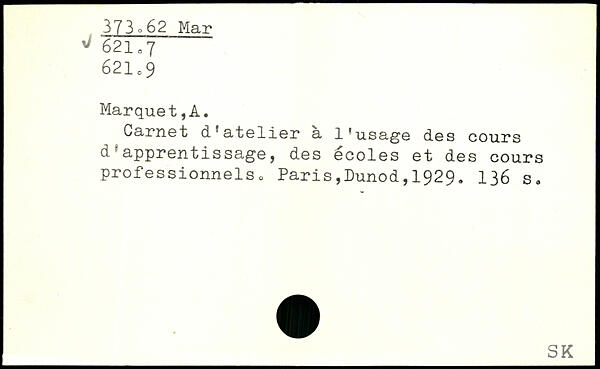 373.62 Mar
✓ 621.7
621.9
Marquet,A.
Carnet d'atelier à l'usage des cours
d'apprentissage, des écoles et des cours
professionnels. Paris,Dunod,1929. 136 s.
SK